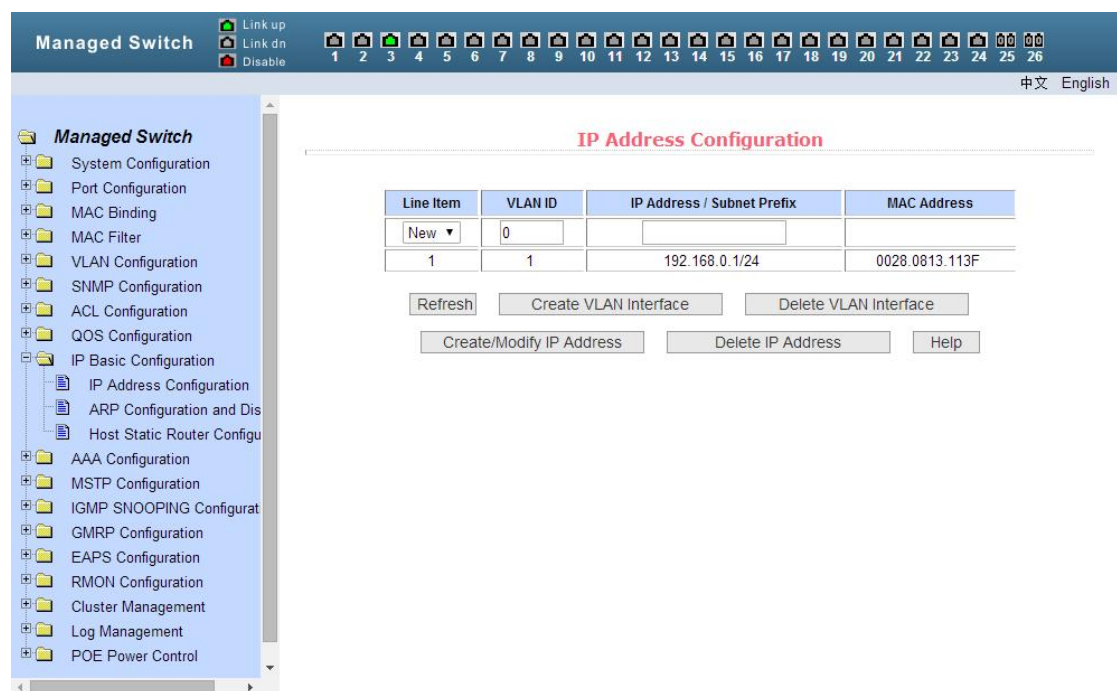 Managed Switch
Link up
Link dn
Disable
1 2 3 4 5 6 7 8 9 10 11 12 13 14 15 16 17 18 19 20 21 22 23 24 25 26
中文 English
Managed Switch
System Configuration
Port Configuration
MAC Binding
MAC Filter
VLAN Configuration
SNMP Configuration
ACL Configuration
QOS Configuration
IP Basic Configuration
IP Address Configuration
ARP Configuration and Dis
Host Static Router Configu
AAA Configuration
MSTP Configuration
IGMP SNOOPING Configurat
GMRP Configuration
EAPS Configuration
RMON Configuration
Cluster Management
Log Management
POE Power Control
IP Address Configuration
Line Item VLAN ID IP Address / Subnet Prefix MAC Address
New 0
1 1 192.168.0.1/24 0028.0813.113F
Refresh Create VLAN Interface Delete VLAN Interface
Create/Modify IP Address Delete IP Address Help